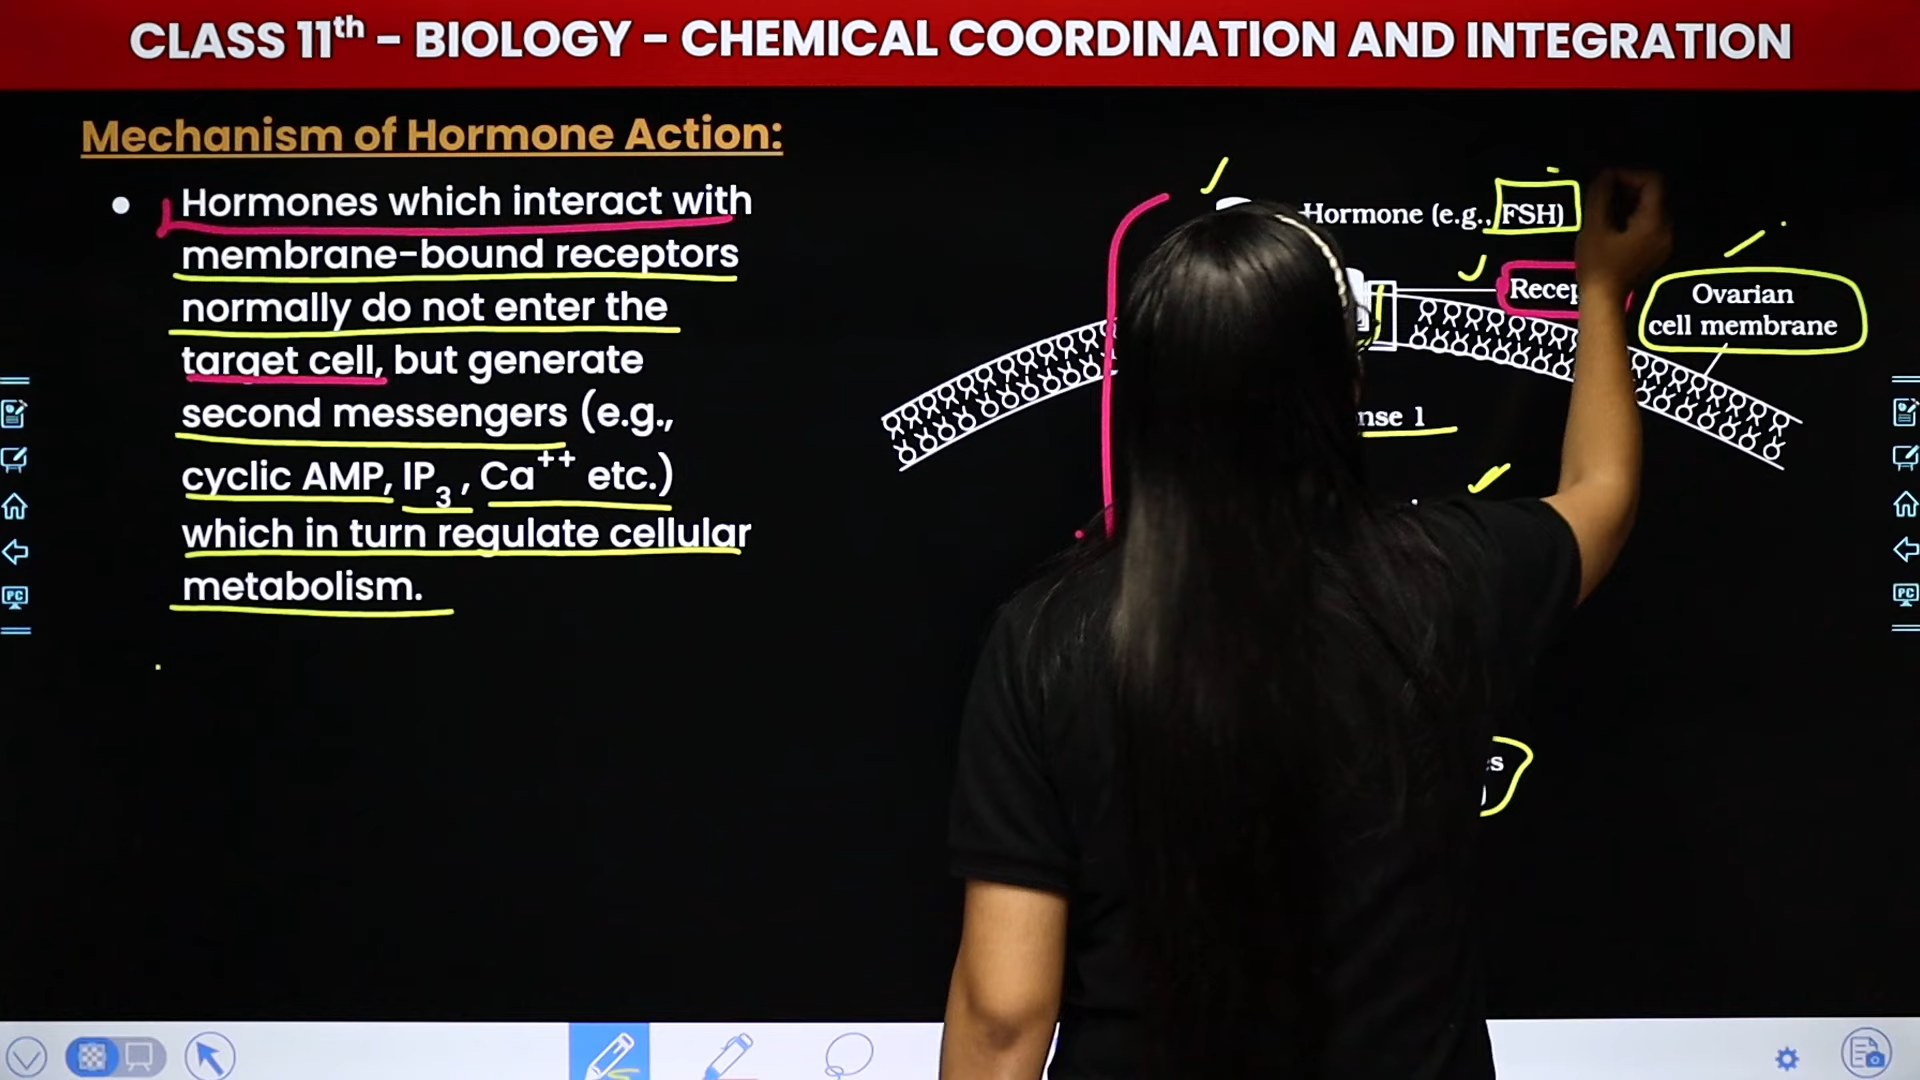 CLASS 11th - BIOLOGY - CHEMICAL COORDINATION AND INTEGRATION
Mechanism of Hormone Action:
• Hormones which interact with
membrane-bound receptors
normally do not enter the
target cell, but generate
second messengers (e.g.,
cyclic AMP, IP3, Ca++ etc.)
which in turn regulate cellular
metabolism.
Hormone (e.g., FSH)
Ovarian
cell membrane
1
PC
PC